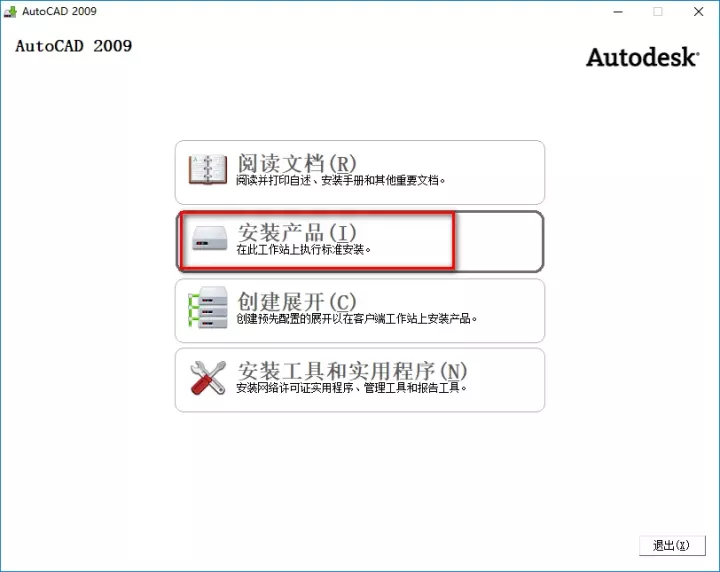 AutoCAD 2009
AutoCAD 2009
Autodesk
阅读文档(R)
阅读并打印自述、安装手册和其他重要文档。
安装产品(I)
在此工作站上执行标准安装。
创建展开(C)
创建预先配置的展开以在客户端工作站上安装产品。
安装工具和实用程序(N)
安装网络许可证实用程序、管理工具和报告工具。
退出(X)